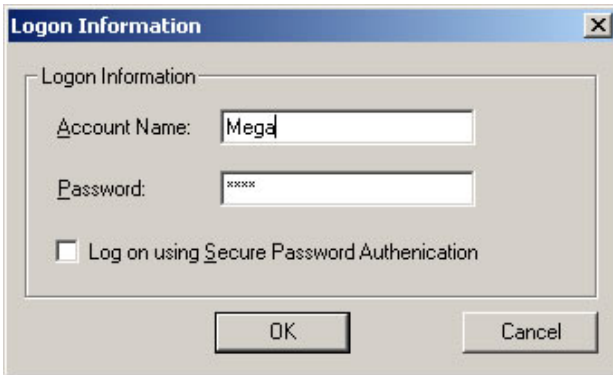 Logon Information
Logon Information
Account Name: Mega
Password: ****
Log on using Secure Password Authenication
OK Cancel